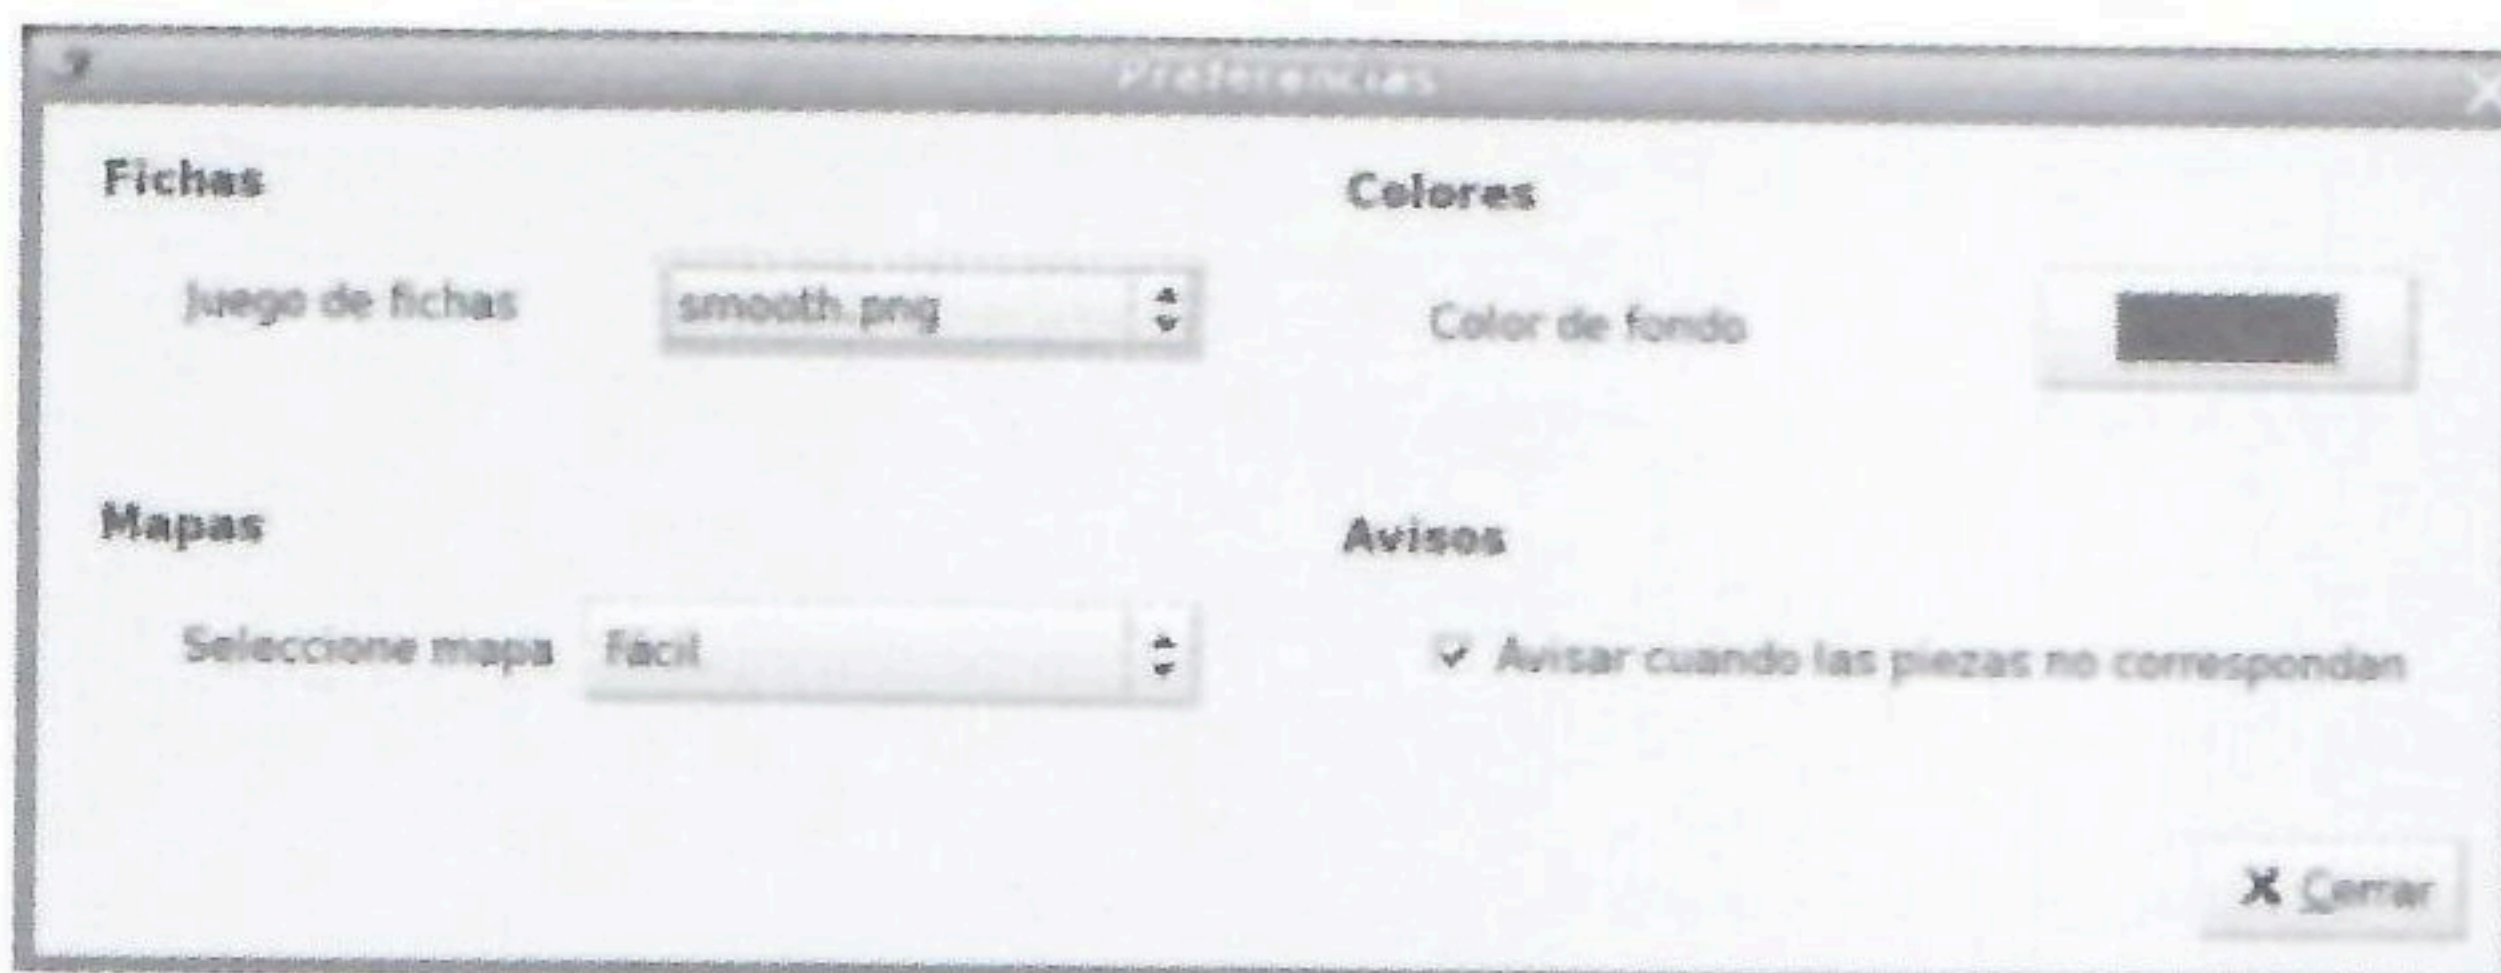 Preferencias
Fichas
Juego de fichas
smooth.png
Colores
Color de fondo
Mapas
Seleccione mapa
Fácil
Avisos
Avisar cuando las piezas no correspondan
Cerrar